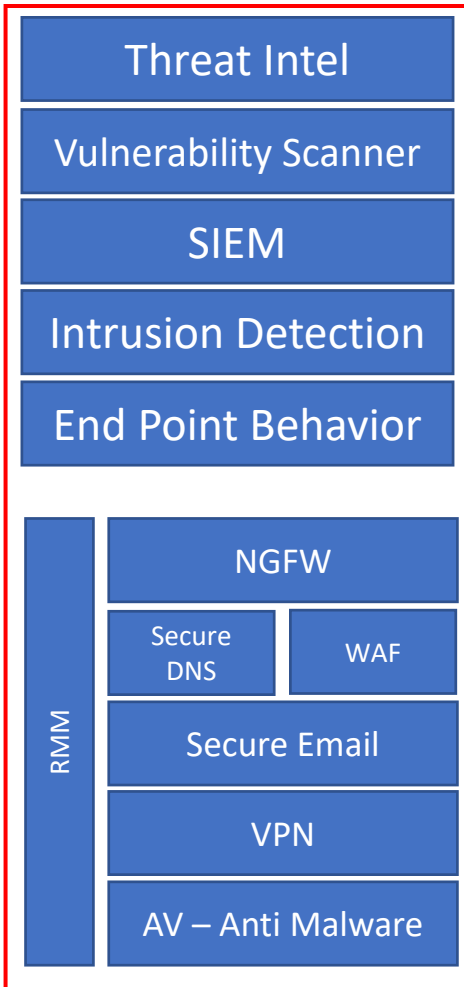 Threat Intel
Vulnerability Scanner
SIEM
Intrusion Detection
End Point Behavior
RMM
NGFW
Secure
DNS
WAF
Secure Email
VPN
AV – Anti Malware